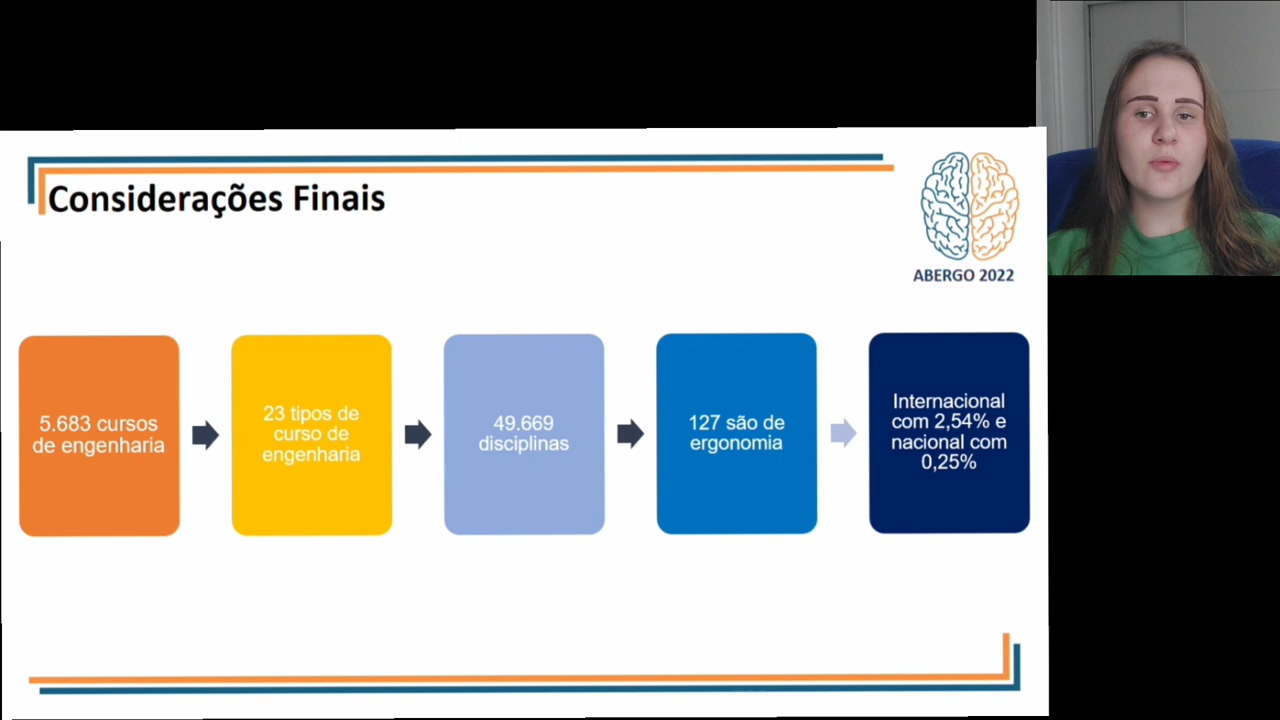 Considerações Finais
ABERGO 2022
5.683 cursos
de engenharia
23 tipos de
curso de
engenharia
49.669
disciplinas
127 são de
ergonomia
Internacional
com 2,54% e
nacional com
0,25%